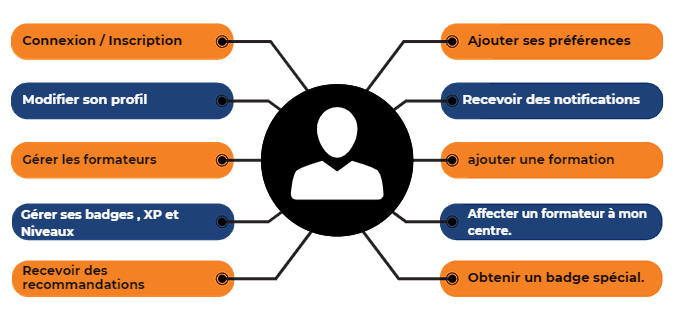 Connexion / Inscription
Modifier son profil
Gérer les formateurs
Gérer ses badges , XP et
Niveaux
Recevoir des
recommandations
Ajouter ses préférences
Recevoir des notifications
ajouter une formation
Affecter un formateur à mon
centre.
Obtenir un badge spécial.